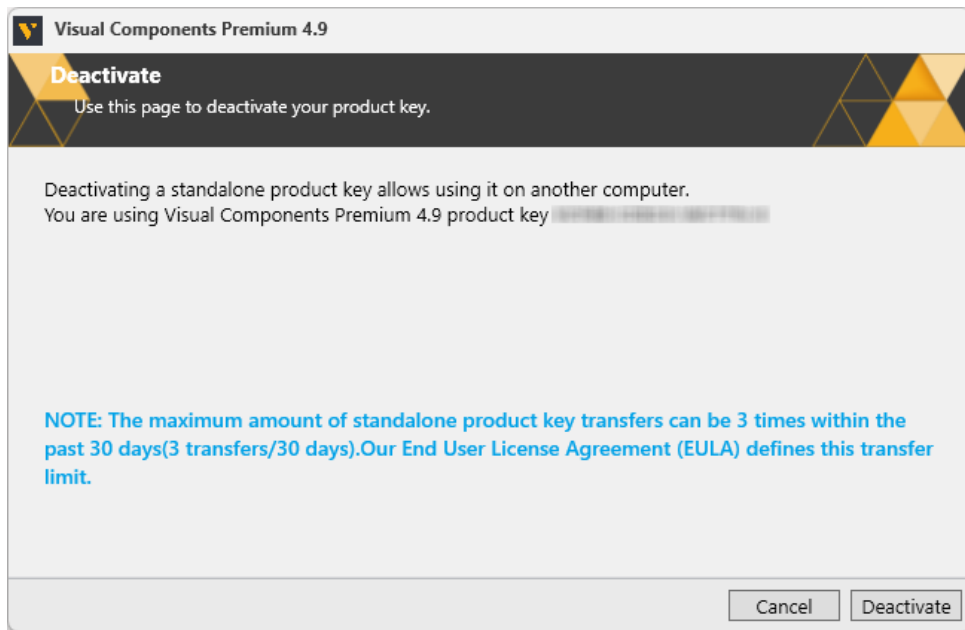 Visual Components Premium 4.9
Deactivate
Use this page to deactivate your product key.
Deactivating a standalone product key allows using it on another computer.
You are using Visual Components Premium 4.9 product key
NOTE: The maximum amount of standalone product key transfers can be 3 times within the
past 30 days(3 transfers/30 days).Our End User License Agreement (EULA) defines this transfer
limit.
Cancel
Deactivate